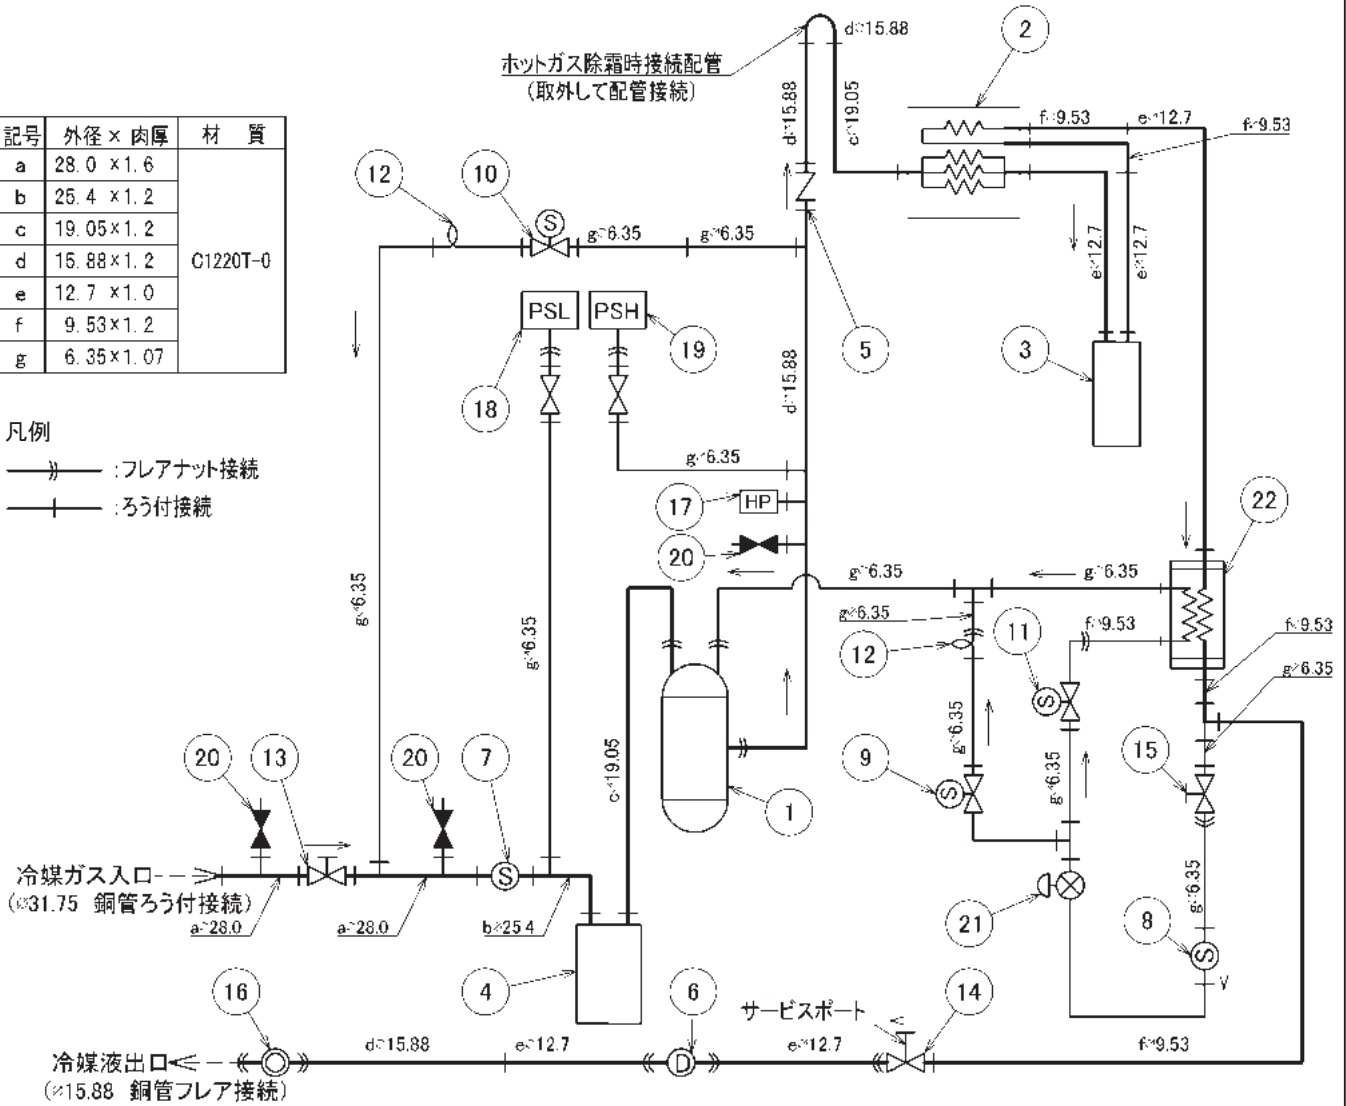 d⌀15.88
2
ホットガス除霜時接続配管
(取外して配管接続)
d⌀15.88
c⌀19.05
f⌀9.53
e⌀12.7
f⌀9.53
記号 外径 × 肉厚 材 質
a 28.0 ×1.6
b 25.4 ×1.2
c 19.05×1.2
d 15.88×1.2
e 12.7 ×1.0
f 9.53×1.2
g 6.35×1.07
C1220T-0
12
10
S
g⌀6.35
g⌀6.35
e⌀12.7
e⌀12.7
PSL
PSH
18
19
5
3
d⌀15.88
凡例
:フレアナット接続
:ろう付接続
g⌀6.35
17
HP
20
22
g⌀6.35
g⌀6.35
g⌀6.35
g⌀6.35
g⌀6.35
11
f⌀9.53
f⌀9.53
12
g⌀6.35
S
c⌀19.05
g⌀6.35
g⌀6.35
20
13
20
7
9
S
15
1
冷媒ガス入口
(⌀31.75 銅管ろう付接続)
S
a⌀28.0
a⌀28.0
b⌀25.4
21
g⌀6.35
8
S
V
16
4
6
サービスポート
14
冷媒液出口
(⌀15.88 銅管フレア接続)
d⌀15.88
e⌀12.7
D
e⌀12.7
f⌀9.53